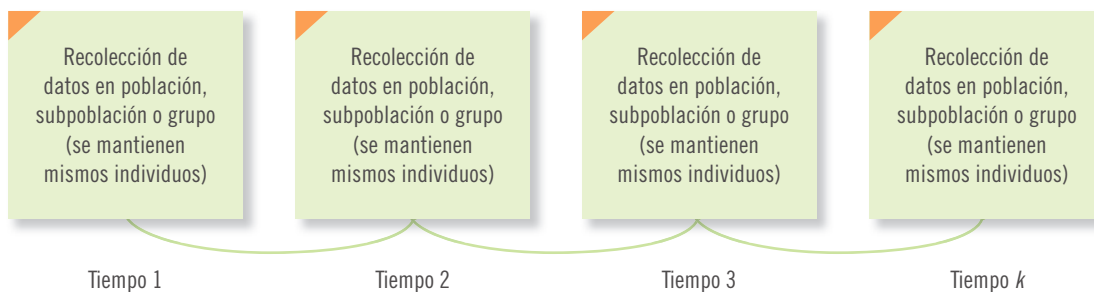 Recolección de
datos en población,
subpoblación o grupo
(se mantienen
mismos individuos)
Recolección de
datos en población,
subpoblación o grupo
(se mantienen
mismos individuos)
Recolección de
datos en población,
subpoblación o grupo
(se mantienen
mismos individuos)
Recolección de
datos en población,
subpoblación o grupo
(se mantienen
mismos individuos)
Tiempo 1
Tiempo 2
Tiempo 3
Tiempo k